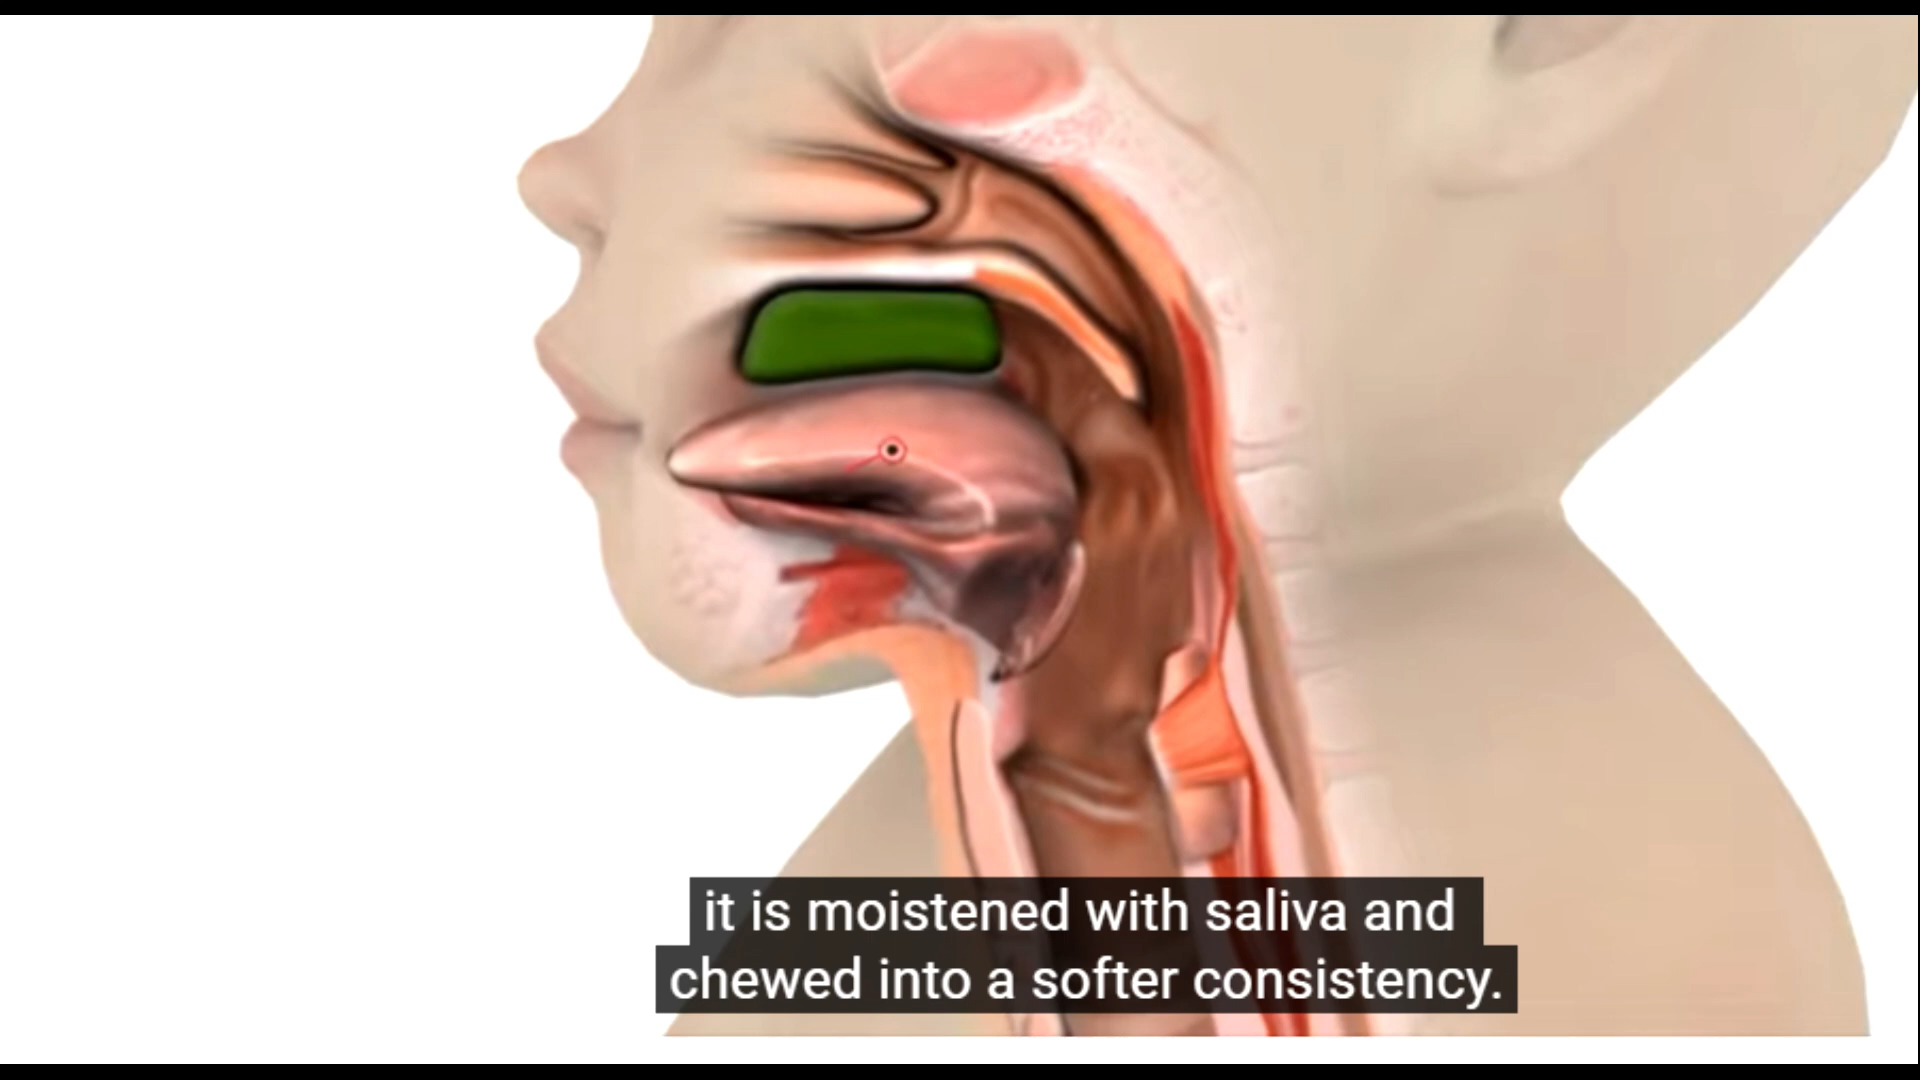 it is moistened with saliva and
chewed into a softer consistency.